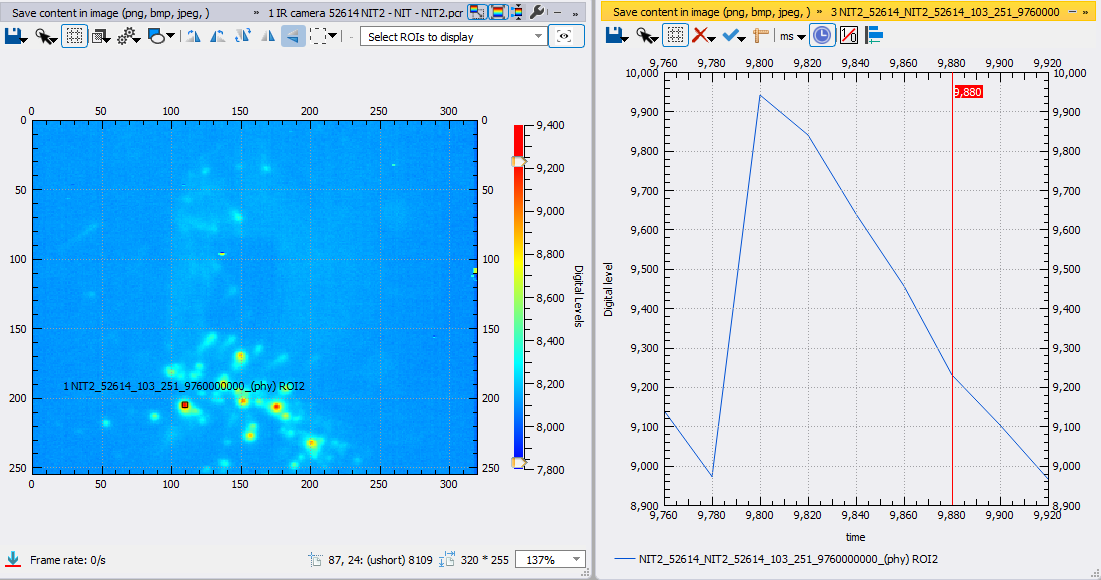 Save content in image (png, bmp, jpeg, ) » 1 IR camera 52614 NIT2 - NIT - NIT2.pcr »
Select ROIs to display
0 50 100 150 200 250 300
0 0
50 50
100 100
150 150
200 200
250 250
0 50 100 150 200 250 300
1 NIT2_52614_103_251_9760000000_(phy) ROI2
9,400
9,200
9,000
8,800
8,600
8,400
8,200
8,000
7,800
Digital Levels
Frame rate: 0/s
87, 24: (ushort) 8109
320 * 255
137%
Save content in image (png, bmp, jpeg, ) » 3 NIT2_52614_NIT2_52614_103_251_9760000 »
ms
9,760 9,780 9,800 9,820 9,840 9,860 9,880 9,900 9,920
10,000 10,000
9,880
9,900 9,900
9,800 9,800
9,700 9,700
9,600 9,600
9,500 9,500
9,400 9,400
9,300 9,300
9,200 9,200
9,100 9,100
9,000 9,000
8,900 8,900
Digital level
9,760 9,780 9,800 9,820 9,840 9,860 9,880 9,900 9,920
time
NIT2_52614_NIT2_52614_103_251_9760000000_(phy) ROI2